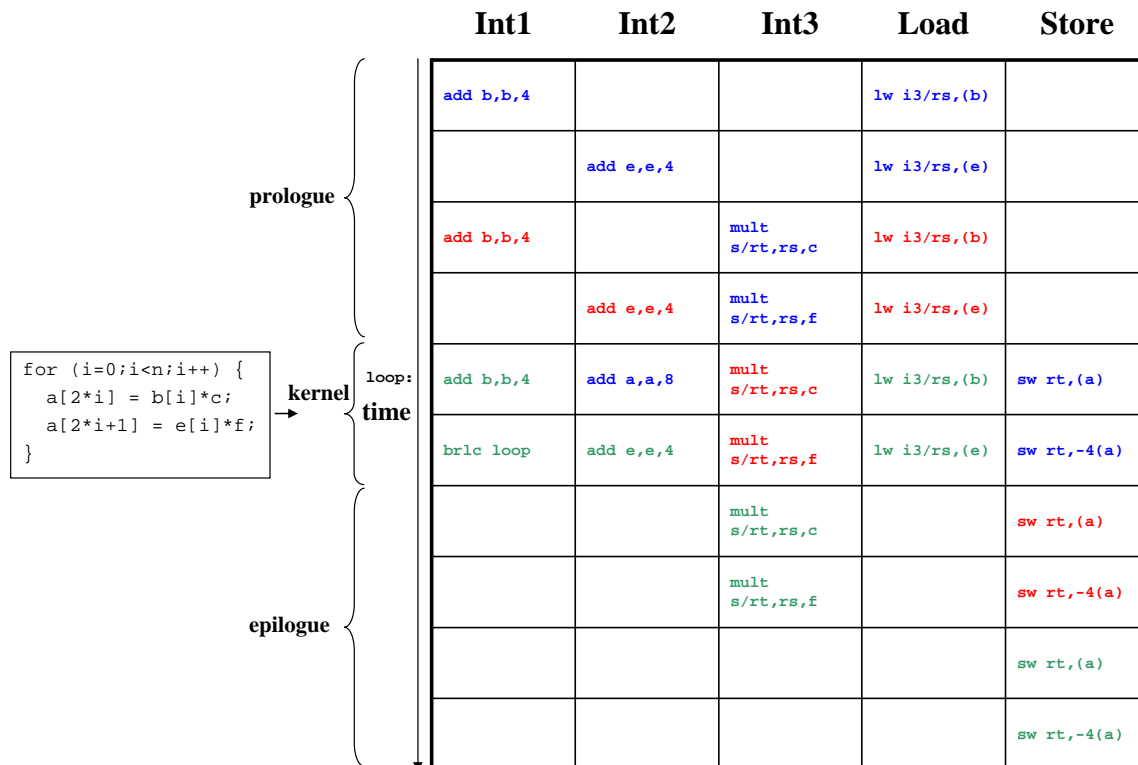 Int1 Int2 Int3 Load Store
add b,b,4 lw i3/rs,(b)
add e,e,4 lw i3/rs,(e)
prologue
add b,b,4 mult s/rt,rs,c lw i3/rs,(b)
add e,e,4 mult s/rt,rs,f lw i3/rs,(e)
for (i=0;i<n;i++) {
a[2*i] = b[i]*c;
a[2*i+1] = e[i]*f;
}
kernel
loop:
time
add b,b,4 add a,a,8 mult s/rt,rs,c lw i3/rs,(b) sw rt,(a)
brlc loop add e,e,4 mult s/rt,rs,f lw i3/rs,(e) sw rt,-4(a)
mult s/rt,rs,c sw rt,(a)
mult s/rt,rs,f sw rt,-4(a)
epilogue
sw rt,(a)
sw rt,-4(a)